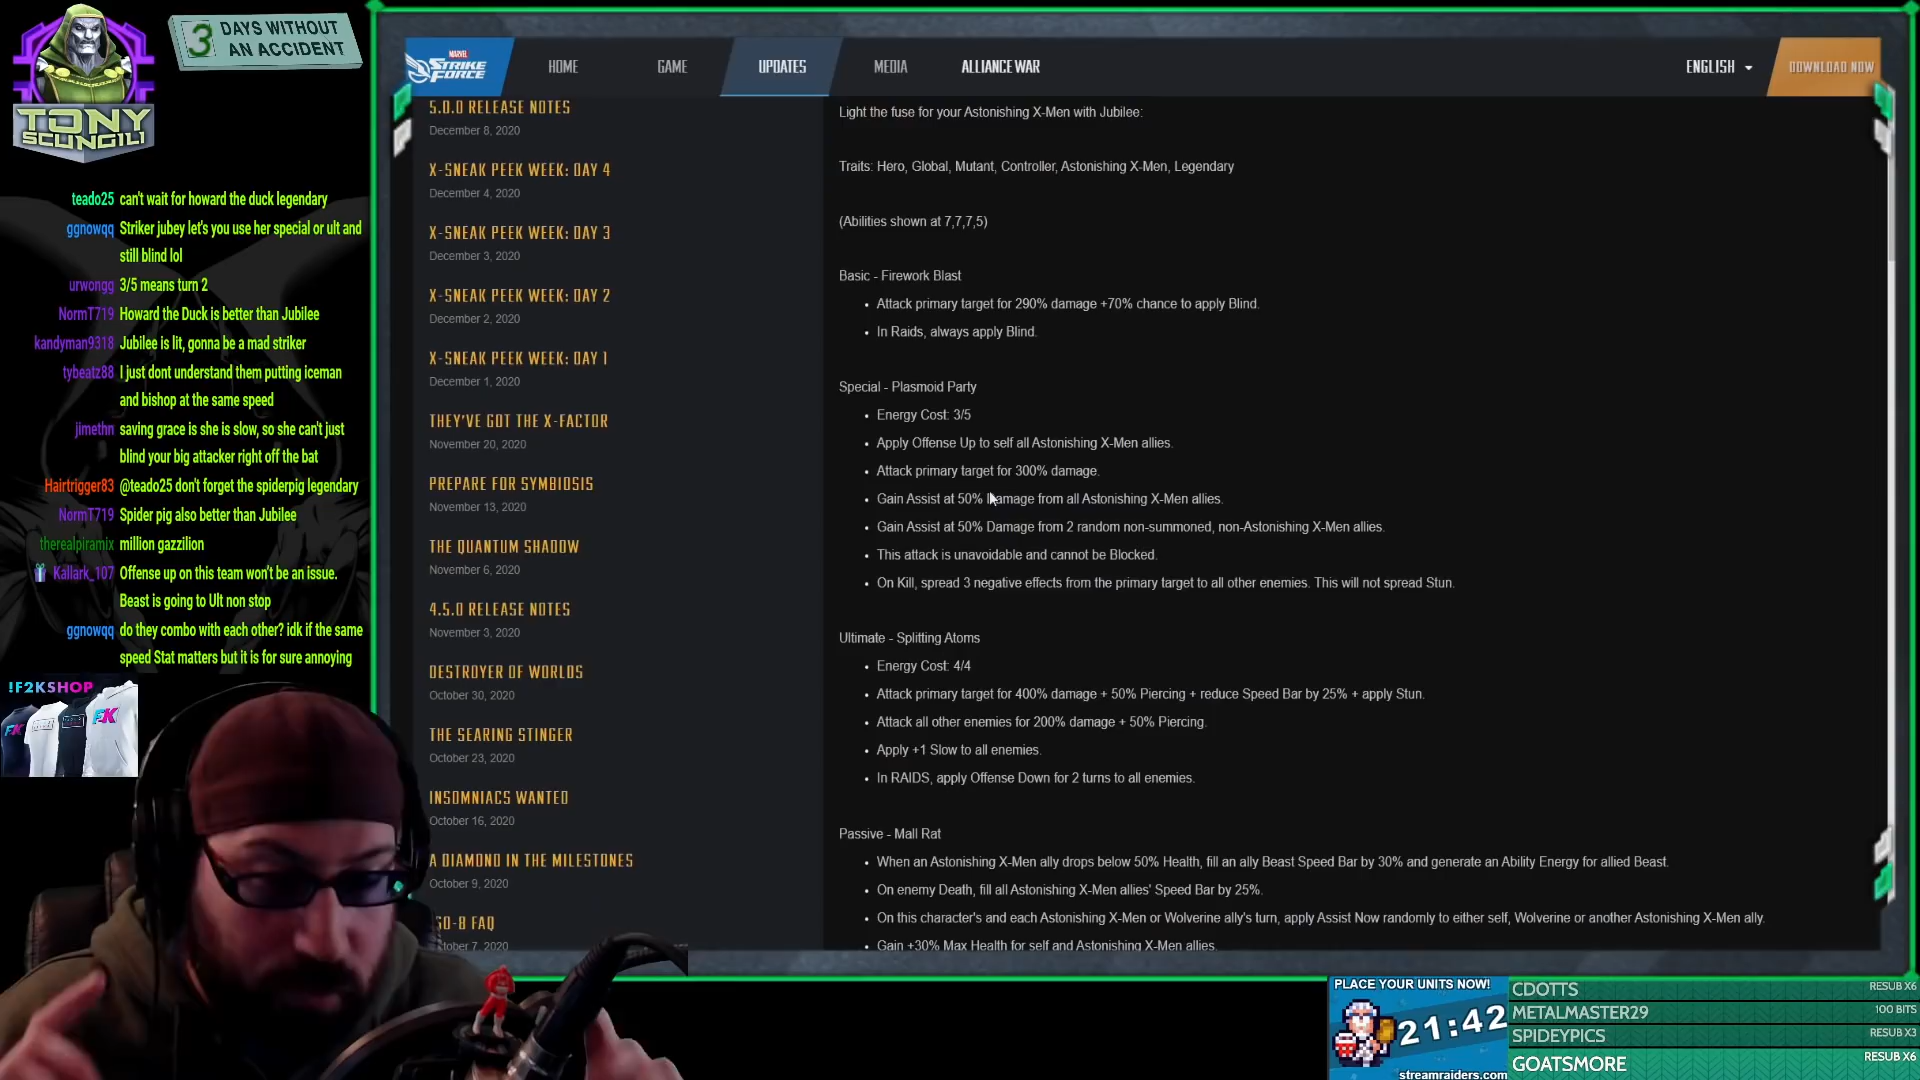 3 DAYS WITHOUT
AN ACCIDENT
TONY
SCUNGILI
teado25 can't wait for howard the duck legendary
ggnowqq Striker jubey let's you use her special or ult and
still blind lol
urwongg 3/5 means turn 2
NormT719 Howard the Duck is better than Jubilee
kandyman9318 Jubilee is lit, gonna be a mad striker
tybeatz88 I just dont understand them putting iceman
and bishop at the same speed
jimethn saving grace is she is slow, so she can't just
blind your big attacker right off the bat
Hairtrigger83 @teado25 don't forget the spiderpig legendary
NormT719 Spider pig also better than Jubilee
therealpiramix million gazzilion
Kallark_107 Offense up on this team won't be an issue.
Beast is going to Ult non stop
ggnowqq do they combo with each other? idk if the same
speed Stat matters but it is for sure annoying
!F2KSHOP
MARVEL
STRIKE
FORCE
HOME
GAME
UPDATES
MEDIA
ALLIANCE WAR
ENGLISH
DOWNLOAD NOW
5.0.0 RELEASE NOTES
December 8, 2020
X-SNEAK PEEK WEEK: DAY 4
December 4, 2020
X-SNEAK PEEK WEEK: DAY 3
December 3, 2020
X-SNEAK PEEK WEEK: DAY 2
December 2, 2020
X-SNEAK PEEK WEEK: DAY 1
December 1, 2020
THEY'VE GOT THE X-FACTOR
November 20, 2020
PREPARE FOR SYMBIOSIS
November 13, 2020
THE QUANTUM SHADOW
November 6, 2020
4.5.0 RELEASE NOTES
November 3, 2020
DESTROYER OF WORLDS
October 30, 2020
THE SEARING STINGER
October 23, 2020
INSOMNIACS WANTED
October 16, 2020
A DIAMOND IN THE MILESTONES
October 9, 2020
SO-8 FAQ
tober 7, 2020
Light the fuse for your Astonishing X-Men with Jubilee:
Traits: Hero, Global, Mutant, Controller, Astonishing X-Men, Legendary
(Abilities shown at 7,7,7,5)
Basic - Firework Blast
• Attack primary target for 290% damage +70% chance to apply Blind.
• In Raids, always apply Blind.
Special - Plasmoid Party
• Energy Cost: 3/5
• Apply Offense Up to self all Astonishing X-Men allies.
• Attack primary target for 300% damage.
• Gain Assist at 50% Damage from all Astonishing X-Men allies.
• Gain Assist at 50% Damage from 2 random non-summoned, non-Astonishing X-Men allies.
• This attack is unavoidable and cannot be Blocked.
• On Kill, spread 3 negative effects from the primary target to all other enemies. This will not spread Stun.
Ultimate - Splitting Atoms
• Energy Cost: 4/4
• Attack primary target for 400% damage + 50% Piercing + reduce Speed Bar by 25% + apply Stun.
• Attack all other enemies for 200% damage + 50% Piercing.
• Apply +1 Slow to all enemies.
• In RAIDS, apply Offense Down for 2 turns to all enemies.
Passive - Mall Rat
• When an Astonishing X-Men ally drops below 50% Health, fill an ally Beast Speed Bar by 30% and generate an Ability Energy for allied Beast.
• On enemy Death, fill all Astonishing X-Men allies' Speed Bar by 25%.
• On this character's and each Astonishing X-Men or Wolverine ally's turn, apply Assist Now randomly to either self, Wolverine or another Astonishing X-Men ally.
• Gain +30% Max Health for self and Astonishing X-Men allies.
PLACE YOUR UNITS NOW!
21:42
streamraiders.com
CDOTTS RESUB X6
METALMASTER29 100 BITS
SPIDEYPICS RESUB X3
GOATSMORE RESUB X6